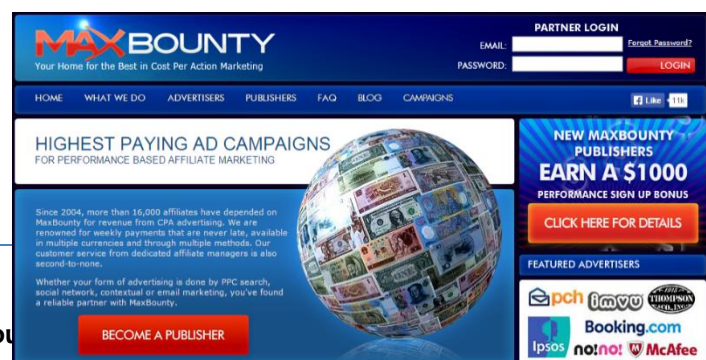 MAXBOUNTY
Your Home for the Best in Cost Per Action Marketing
PARTNER LOGIN
EMAIL:
Forgot Password?
PASSWORD:
LOGIN
HOME WHAT WE DO ADVERTISERS PUBLISHERS FAQ BLOG CAMPAIGNS
Like 11k
HIGHEST PAYING AD CAMPAIGNS
FOR PERFORMANCE BASED AFFILIATE MARKETING
Since 2004, more than 16,000 affiliates have depended on
MaxBounty for revenue from CPA advertising. We are
renowned for weekly payments that are never late, available
in multiple currencies and through multiple methods. Our
customer service from dedicated affiliate managers is also
second-to-none.
Whether your form of advertising is done by PPC search,
social network, contextual or email marketing, you've found
a reliable partner with MaxBounty.
BECOME A PUBLISHER
NEW MAXBOUNTY
PUBLISHERS
EARN A $1000
PERFORMANCE SIGN UP BONUS
CLICK HERE FOR DETAILS
FEATURED ADVERTISERS
pch imvu THOMPSON
Booking.com
Ipsos no!no! McAfee